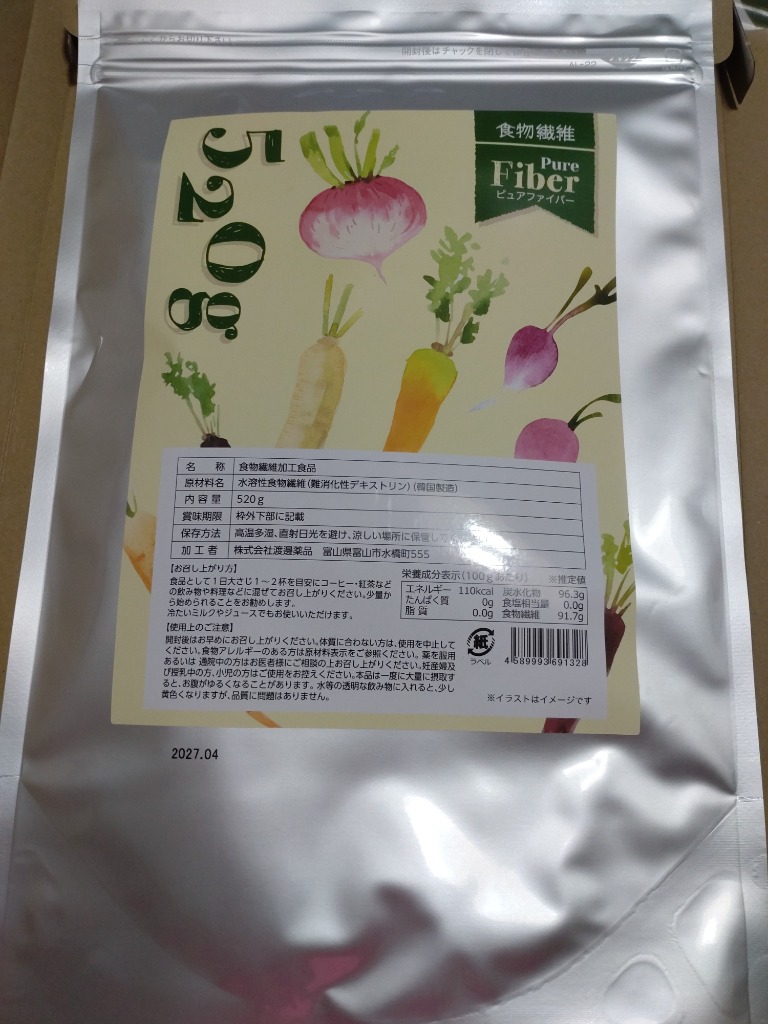 ここからお切り下さい
開封後はチャックを閉じて
520g
食物繊維
Pure
Fiber
ピュアファイバー
名 称 食物繊維加工食品
原材料名 水溶性食物繊維(難消化性デキストリン)(韓国製造)
内容量 520g
賞味期限 枠外下部に記載
保存方法 高温多湿、直射日光を避け、涼しい場所に保管し
加工者 株式会社渡邊薬品 富山県富山市水橋町555
【お召し上がり方】
食品として1日大さじ1〜2杯を目安にコーヒー・紅茶など
の飲み物や料理などに混ぜてお召し上がりください。少量か
ら始められることをお勧めします。
冷たいミルクやジュースでもお使いいただけます。
【使用上のご注意】
開封後はお早めにお召し上がりください。体質に合わない方は、使用を中止して
ください。食物アレルギーのある方は原材料表示をご参照ください。薬を服用
あるいは 通院中の方はお医者様にご相談の上お召し上がりください。妊産婦及
び授乳中の方、小児の方はご使用をお控えください。本品は一度に大量に摂取す
ると、お腹がゆるくなることがあります。水等の透明な飲み物に入れると、少し
黄色くなりますが、品質に問題はありません。
栄養成分表示(100gあたり) ※推定値
エネルギー 110kcal 炭水化物 96.3g
たんぱく質 0g 食塩相当量 0.0g
脂質 0.0g 食物繊維 91.7g
紙
ラベル
4 589993 691328
※イラストはイメージです
2027.04